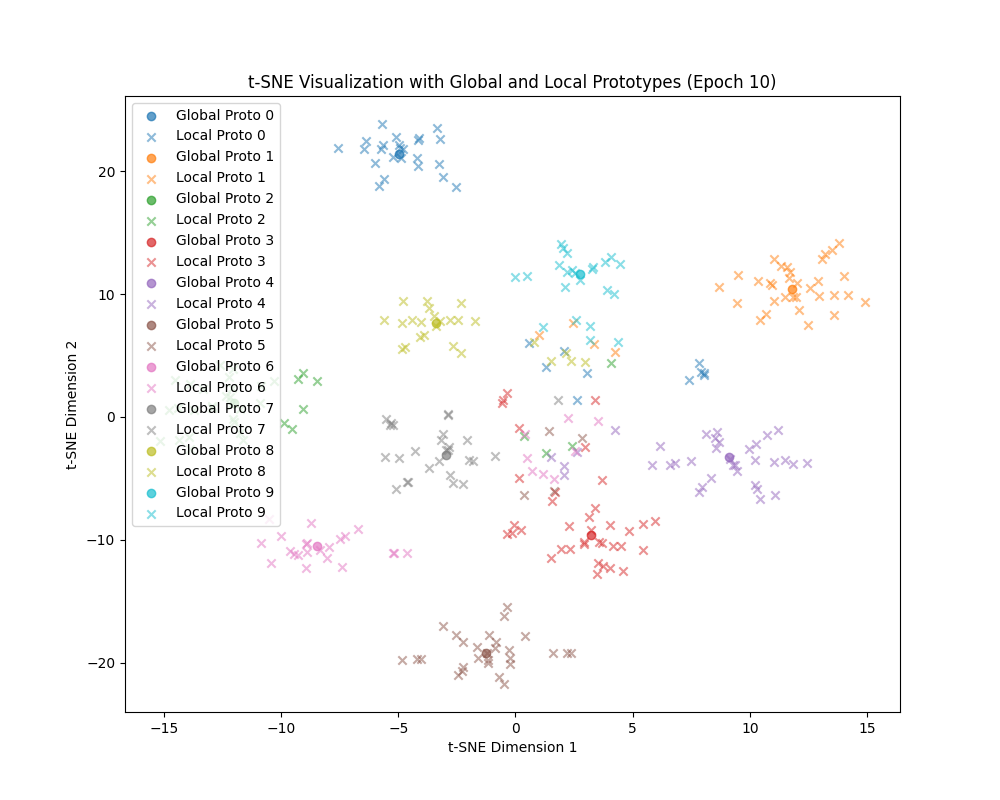 t-SNE Visualization with Global and Local Prototypes (Epoch 10)
Global Proto 0
Local Proto 0
Global Proto 1
Local Proto 1
Global Proto 2
Local Proto 2
Global Proto 3
Local Proto 3
Global Proto 4
Local Proto 4
Global Proto 5
Local Proto 5
Global Proto 6
Local Proto 6
Global Proto 7
Local Proto 7
Global Proto 8
Local Proto 8
Global Proto 9
Local Proto 9
t-SNE Dimension 2
20
10
0
−10
−20
−15
−10
−5
0
5
10
15
t-SNE Dimension 1